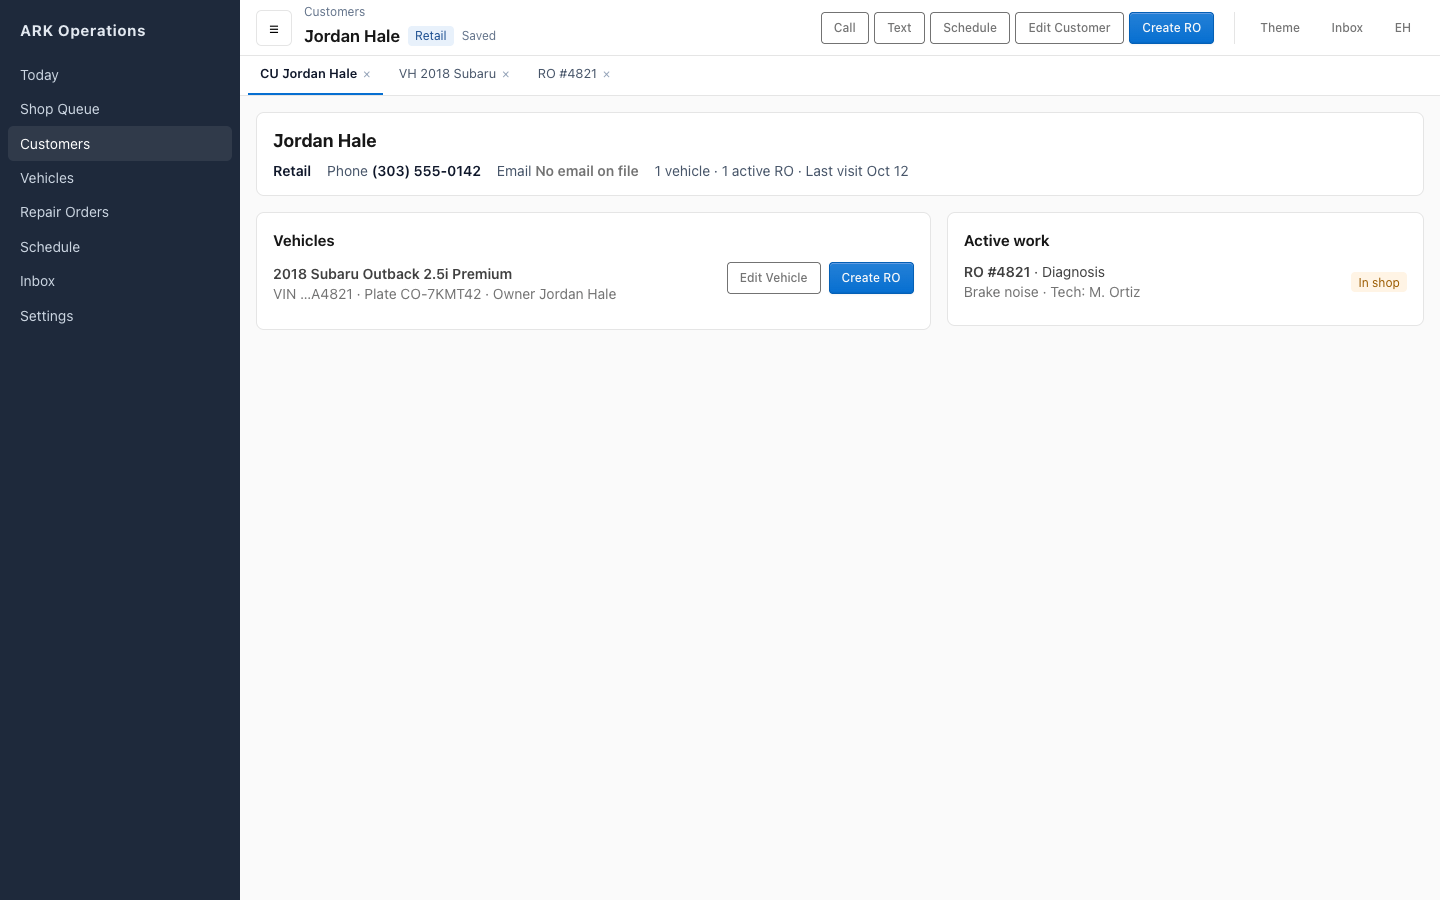 ARK Operations
Today
Shop Queue
Customers
Vehicles
Repair Orders
Schedule
Inbox
Settings
☰
Customers
Jordan Hale Retail Saved
Call Text Schedule Edit Customer Create RO Theme Inbox EH
CU Jordan Hale × VH 2018 Subaru × RO #4821 ×
Jordan Hale
Retail Phone (303) 555-0142 Email No email on file 1 vehicle · 1 active RO · Last visit Oct 12
Vehicles
2018 Subaru Outback 2.5i Premium
VIN …A4821 · Plate CO-7KMT42 · Owner Jordan Hale
Edit Vehicle Create RO
Active work
RO #4821 · Diagnosis
Brake noise · Tech: M. Ortiz
In shop